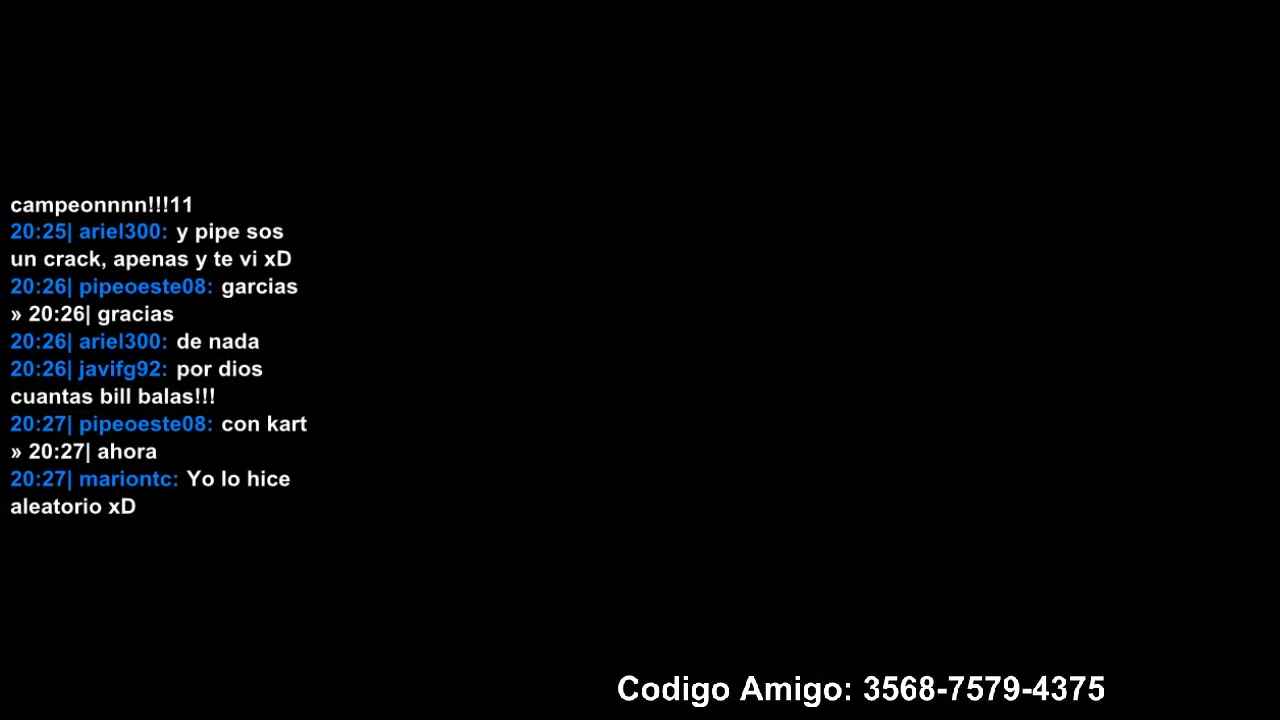 campeonnnn!!!11
20:25| ariel300: y pipe sos
un crack, apenas y te vi xD
20:26| pipeoeste08: garcias
» 20:26| gracias
20:26| ariel300: de nada
20:26| javifg92: por dios
cuantas bill balas!!!
20:27| pipeoeste08: con kart
» 20:27| ahora
20:27| mariontc: Yo lo hice
aleatorio xD
Codigo Amigo: 3568-7579-4375